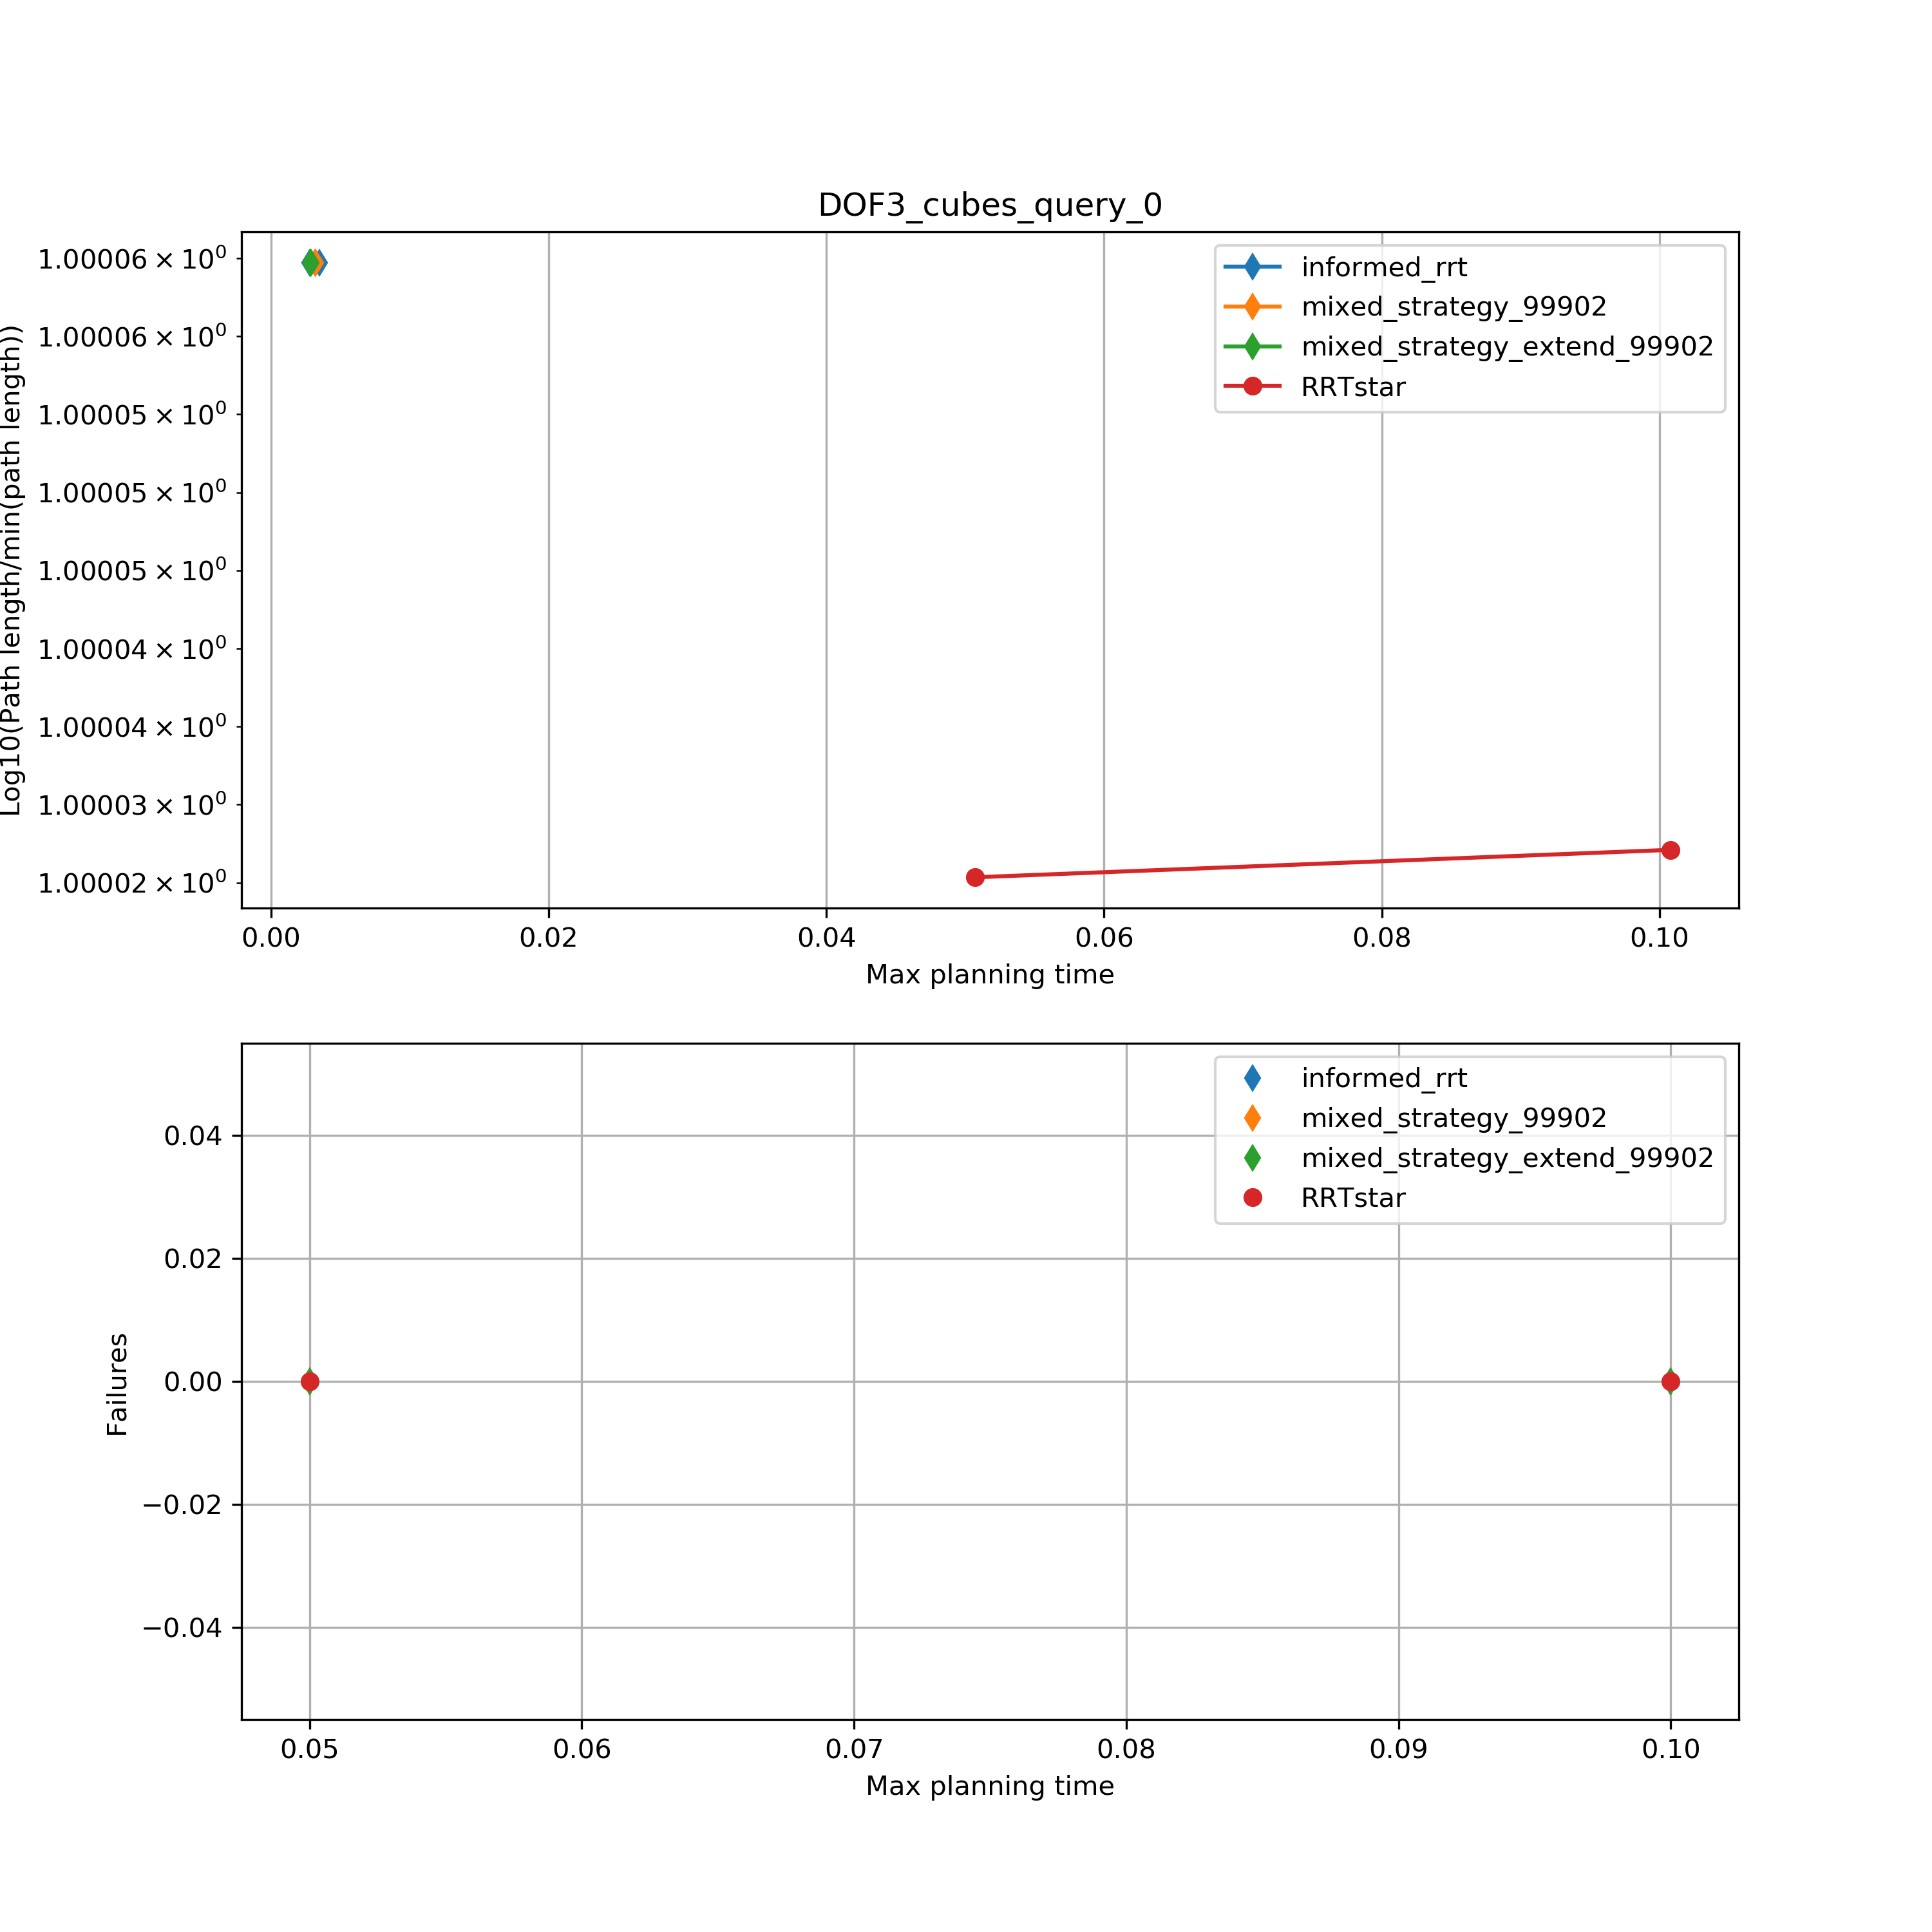 DOF3_cubes_query_0
Log10(Path length/min(path length))
1.00006 × 10⁰
1.00006 × 10⁰
1.00005 × 10⁰
1.00005 × 10⁰
1.00005 × 10⁰
1.00004 × 10⁰
1.00004 × 10⁰
1.00003 × 10⁰
1.00002 × 10⁰
informed_rrt
mixed_strategy_99902
mixed_strategy_extend_99902
RRTstar
0.00 0.02 0.04 0.06 0.08 0.10
Max planning time
Failures
0.04
0.02
0.00
−0.02
−0.04
informed_rrt
mixed_strategy_99902
mixed_strategy_extend_99902
RRTstar
0.05 0.06 0.07 0.08 0.09 0.10
Max planning time